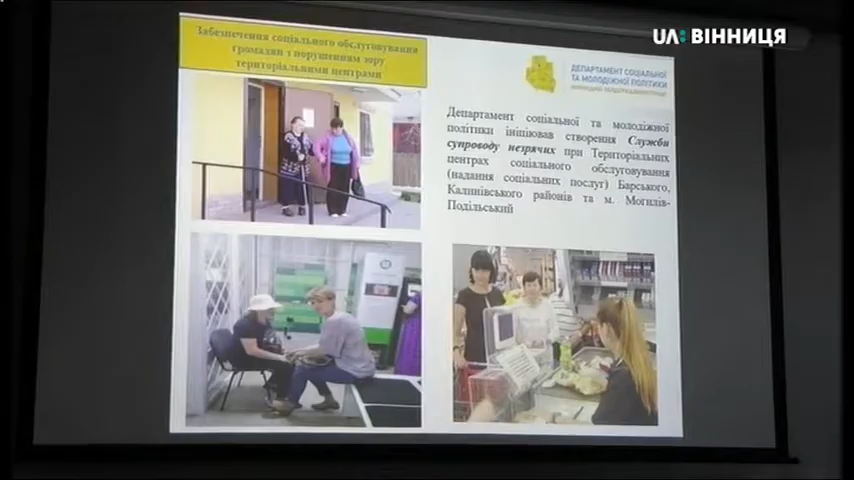 UA: ВІННИЦЯ
Забезпечення соціального обслуговування
громадян з порушенням зору
територіальними центрами
ДЕПАРТАМЕНТ СОЦІАЛЬНОЇ
ТА МОЛОДІЖНОЇ ПОЛІТИКИ
Департамент соціальної та молодіжної
політики ініціював створення Служби
супроводу незрячих при Територіальних
центрах соціального обслуговування
(надання соціальних послуг) Барського,
Калинівського районів та м. Могилів-
Подільський